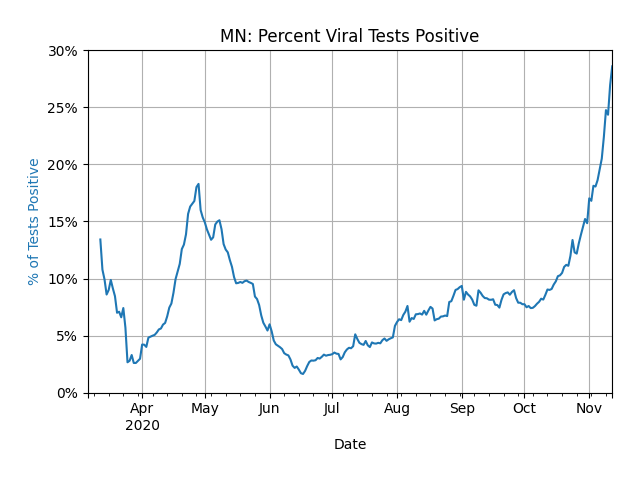 MN: Percent Viral Tests Positive
30%
25%
20%
15%
10%
5%
0%
% of Tests Positive
Apr May Jun Jul Aug Sep Oct Nov
2020
Date